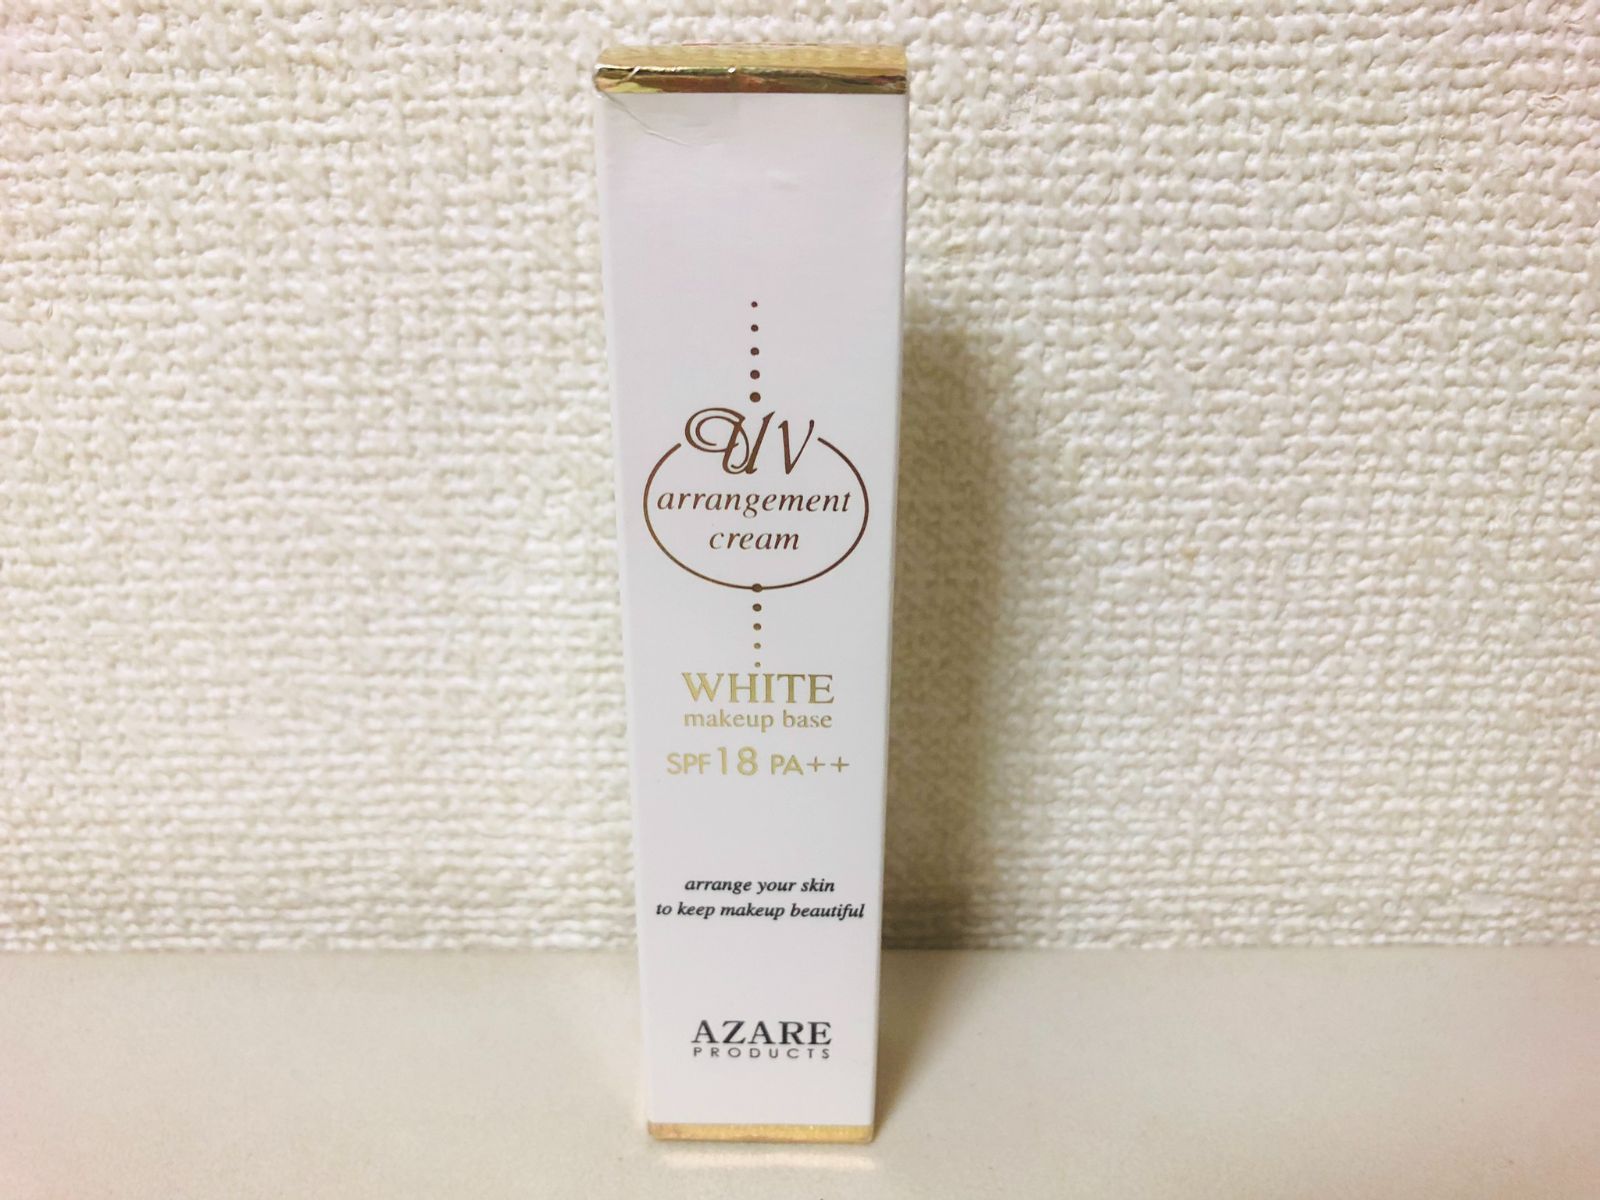 UV
arrangement
cream
WHITE
makeup base
SPF18 PA++
arrange your skin
to keep makeup beautiful
AZARE
PRODUCTS